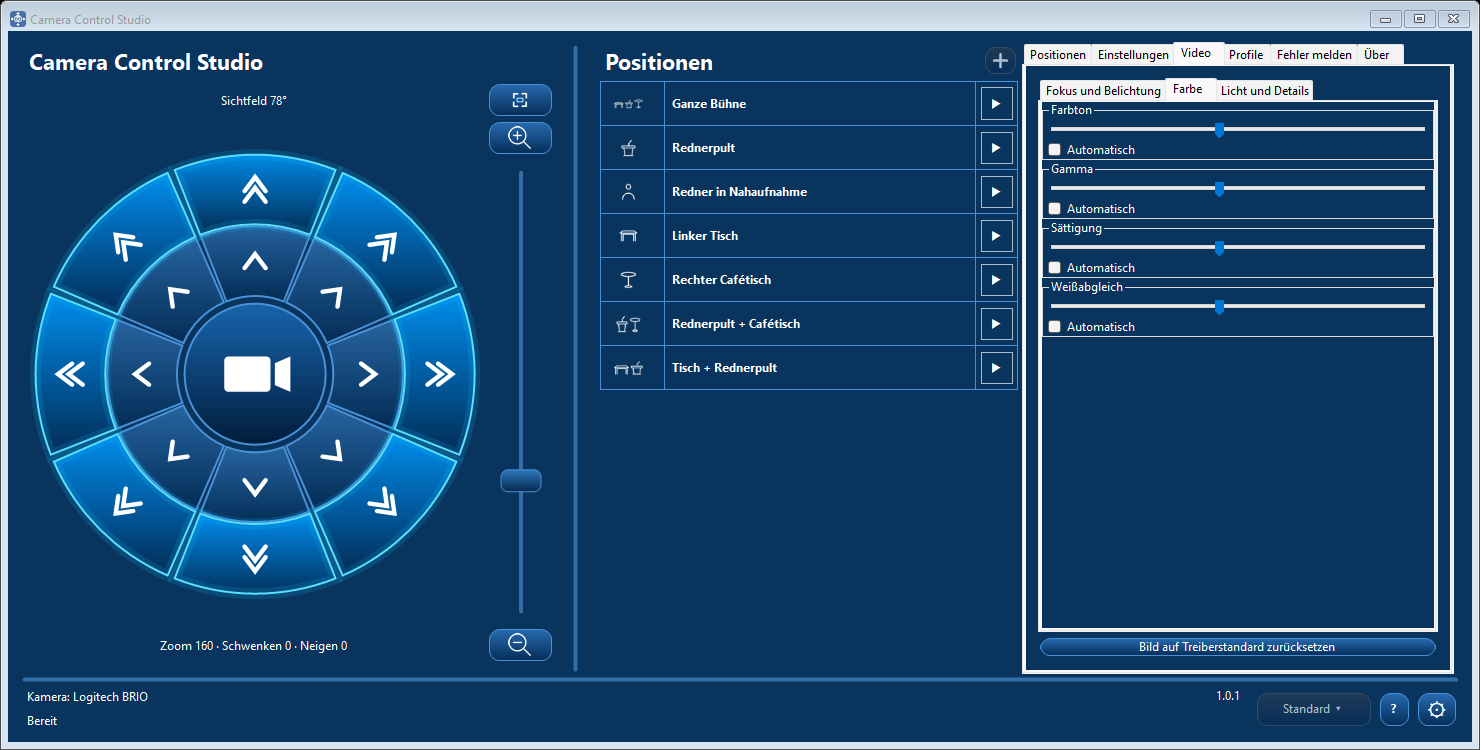 Camera Control Studio
Camera Control Studio
Sichtfeld 78°
Zoom 160 · Schwenken 0 · Neigen 0
Positionen
Ganze Bühne
Rednerpult
Redner in Nahaufnahme
Linker Tisch
Rechter Cafétisch
Rednerpult + Cafétisch
Tisch + Rednerpult
Positionen Einstellungen Video Profile Fehler melden Über
Fokus und Belichtung Farbe Licht und Details
Farbton
Automatisch
Gamma
Automatisch
Sättigung
Automatisch
Weißabgleich
Automatisch
Bild auf Treiberstandard zurücksetzen
Kamera: Logitech BRIO
Bereit
1.0.1
Standard
?